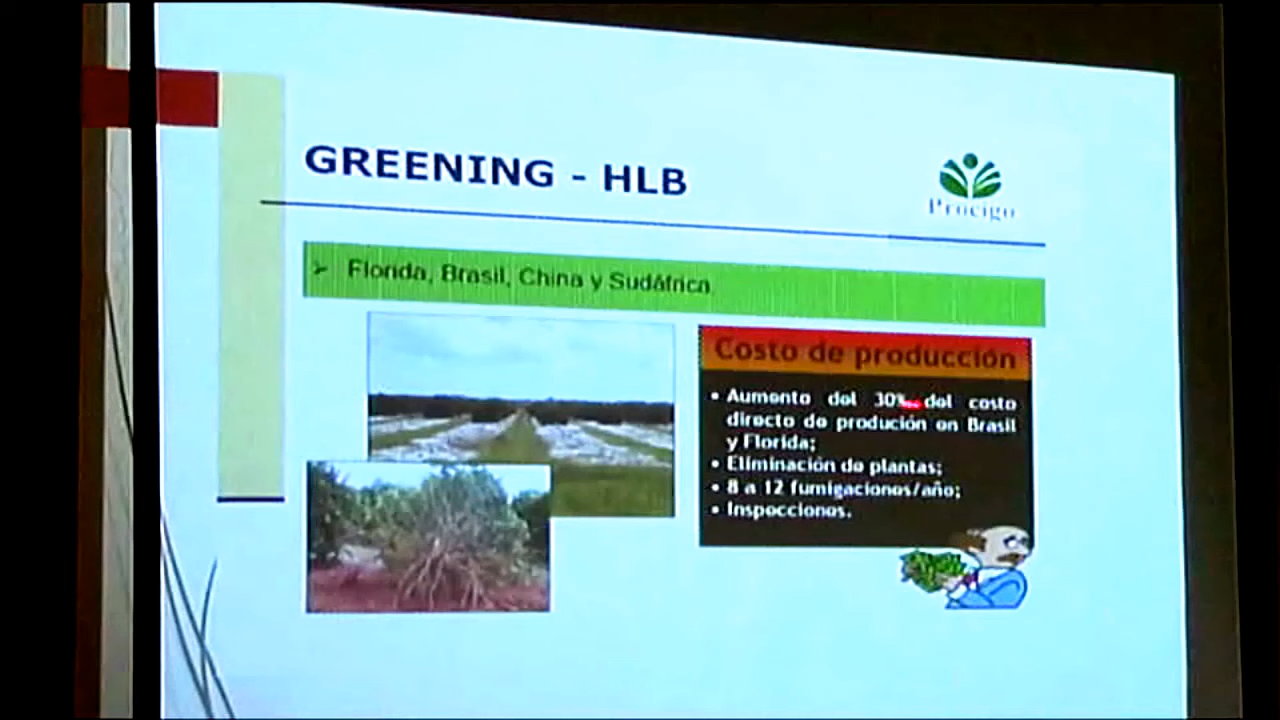 GREENING - HLB
Procigo
➢ Florida, Brasil, China y Sudáfrica.
Costo de producción
• Aumento del 30% del costo
directo de produción en Brasil
y Florida;
• Eliminación de plantas;
• 8 a 12 fumigaciones/año;
• Inspecciones.